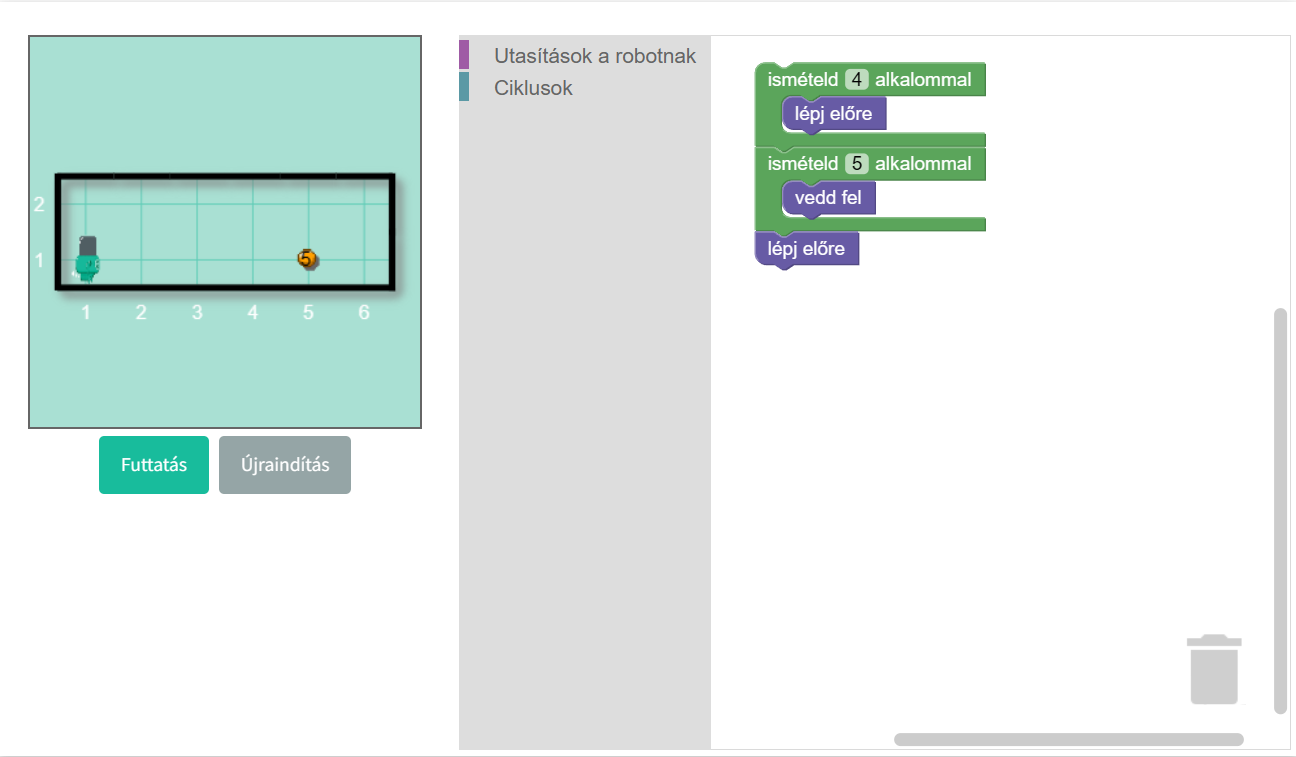 Utasítások a robotnak
Ciklusok
ismételd 4 alkalommal
lépj előre
ismételd 5 alkalommal
vedd fel
lépj előre
2
1
5
1 2 3 4 5 6
Futtatás
Újraindítás